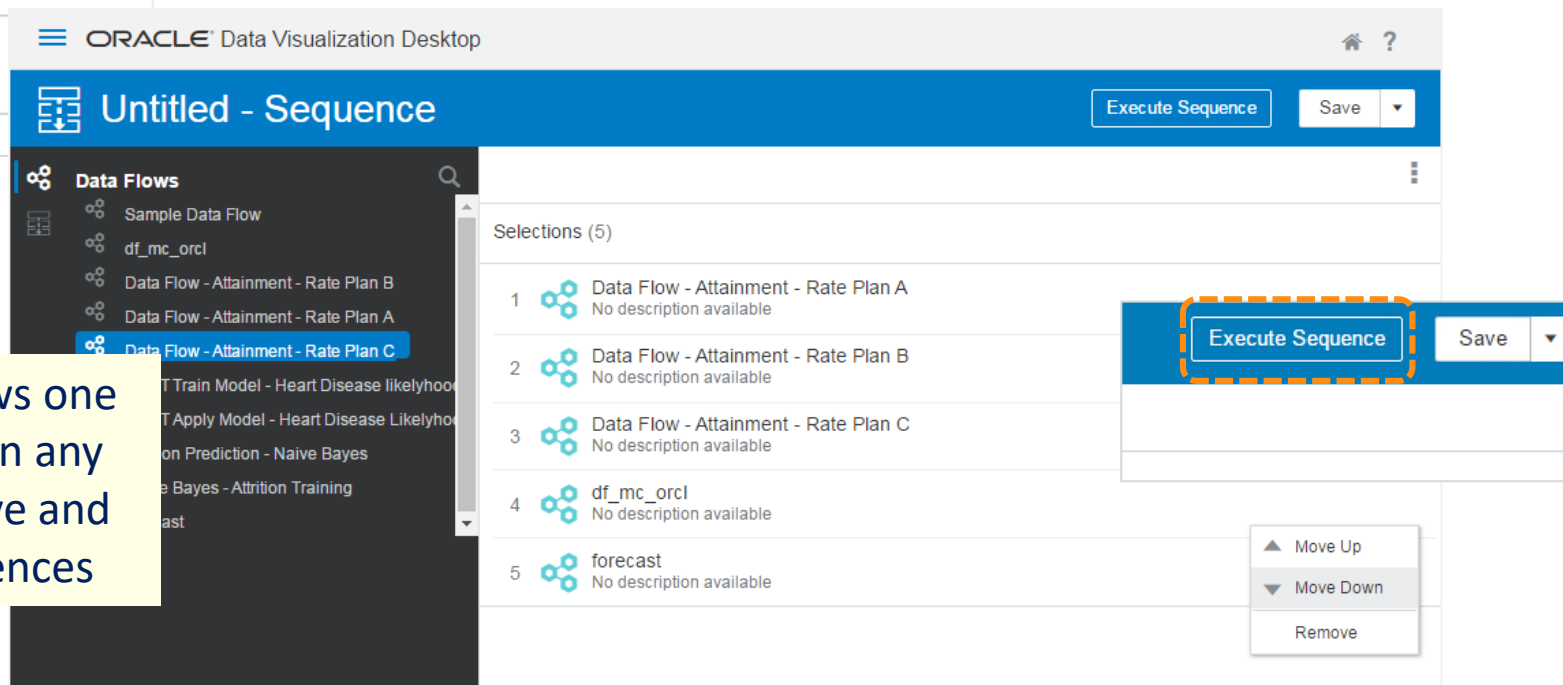 ORACLE Data Visualization Desktop
?
Untitled - Sequence
Execute Sequence
Save
Data Flows
Sample Data Flow
df_mc_orcl
Data Flow - Attainment - Rate Plan B
Data Flow - Attainment - Rate Plan A
Data Flow - Attainment - Rate Plan C
T Train Model - Heart Disease likelyhoo
T Apply Model - Heart Disease Likelyho
on Prediction - Naive Bayes
e Bayes - Attrition Training
ast
one
any
and
ences
Selections (5)
1 Data Flow - Attainment - Rate Plan A
No description available
2 Data Flow - Attainment - Rate Plan B
No description available
3 Data Flow - Attainment - Rate Plan C
No description available
4 df_mc_orcl
No description available
5 forecast
No description available
Execute Sequence
Save
Move Up
Move Down
Remove